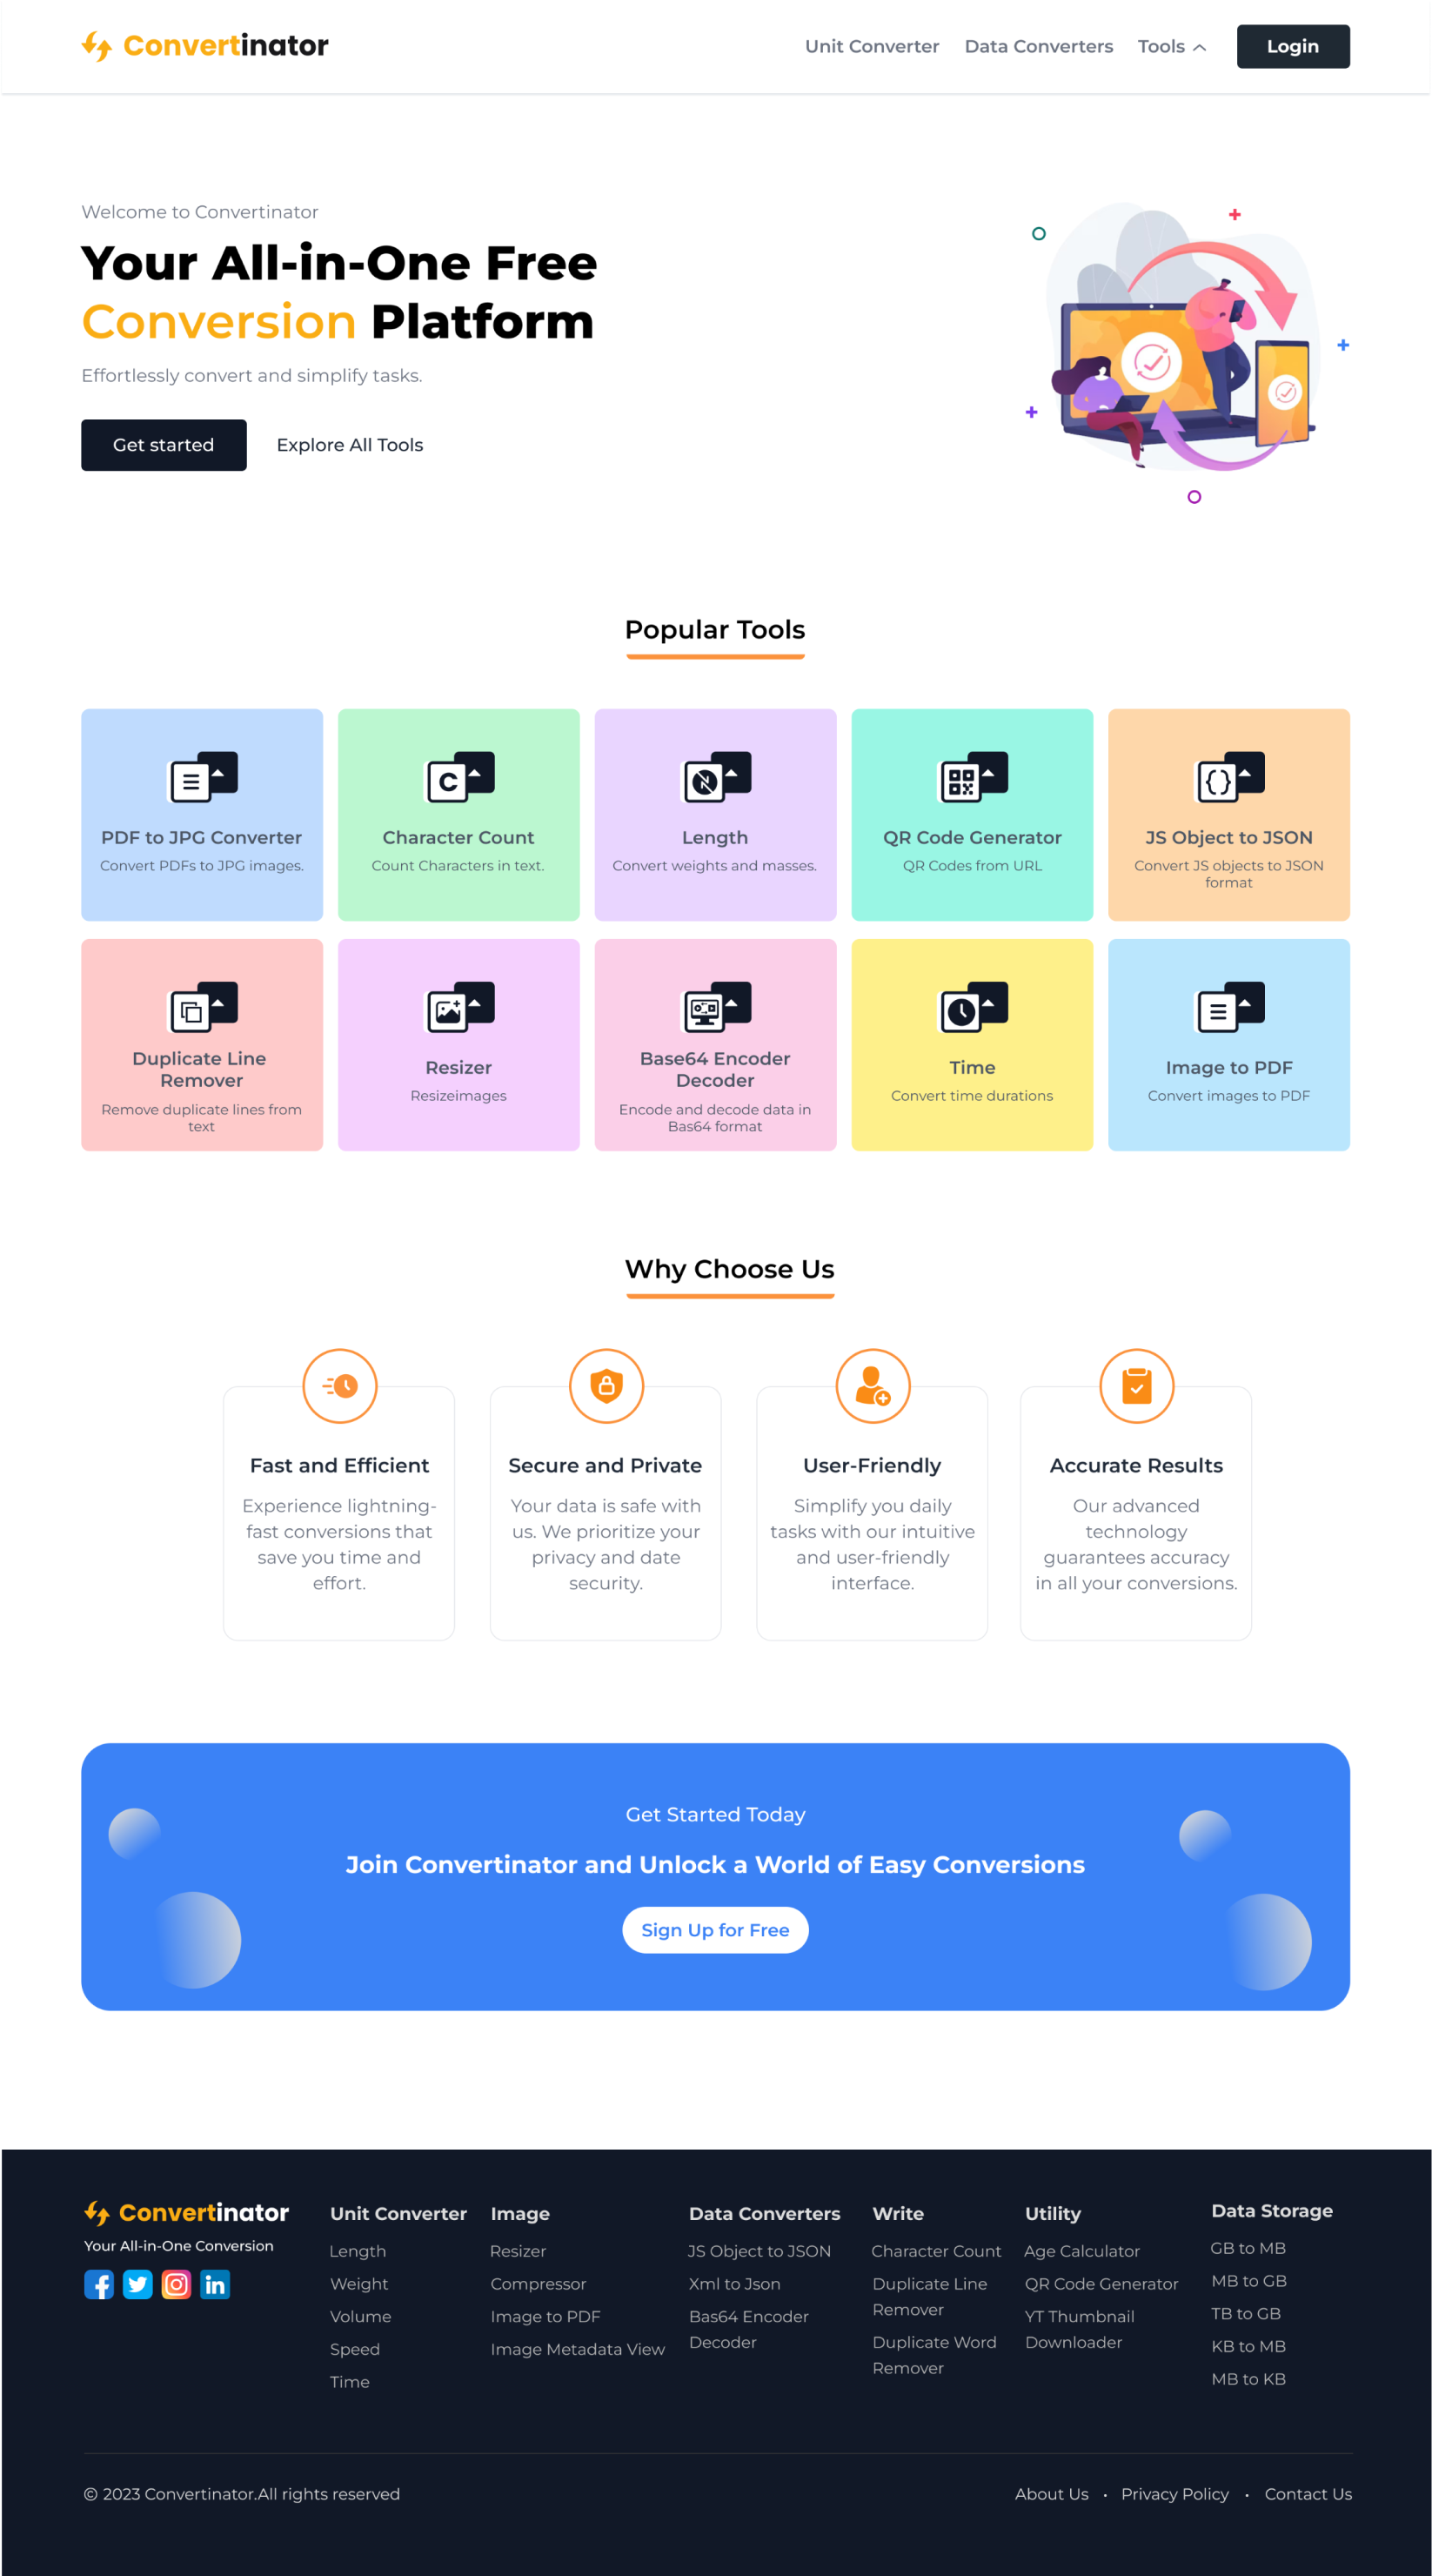 Convertinator
Unit Converter
Data Converters
Tools
Login
Welcome to Convertinator
Your All-in-One Free
Conversion Platform
Effortlessly convert and simplify tasks.
Get started
Explore All Tools
Popular Tools
PDF to JPG Converter
Convert PDFs to JPG images.
C
Character Count
Count Characters in text.
Length
Convert weights and masses.
QR Code Generator
QR Codes from URL
{}
JS Object to JSON
Convert JS objects to JSON
format
Duplicate Line
Remover
Remove duplicate lines from
text
Resizer
Resizeimages
Base64 Encoder
Decoder
Encode and decode data in
Bas64 format
Time
Convert time durations
Image to PDF
Convert images to PDF
Why Choose Us
Fast and Efficient
Experience lightning-
fast conversions that
save you time and
effort.
Secure and Private
Your data is safe with
us. We prioritize your
privacy and date
security.
User-Friendly
Simplify you daily
tasks with our intuitive
and user-friendly
interface.
Accurate Results
Our advanced
technology
guarantees accuracy
in all your conversions.
Get Started Today
Join Convertinator and Unlock a World of Easy Conversions
Sign Up for Free
Convertinator
Your All-in-One Conversion
f
in
Unit Converter
Length
Weight
Volume
Speed
Time
Image
Resizer
Compressor
Image to PDF
Image Metadata View
Data Converters
JS Object to JSON
Xml to Json
Bas64 Encoder
Decoder
Write
Character Count
Duplicate Line
Remover
Duplicate Word
Remover
Utility
Age Calculator
QR Code Generator
YT Thumbnail
Downloader
Data Storage
GB to MB
MB to GB
TB to GB
KB to MB
MB to KB
© 2023 Convertinator.All rights reserved
About Us • Privacy Policy • Contact Us